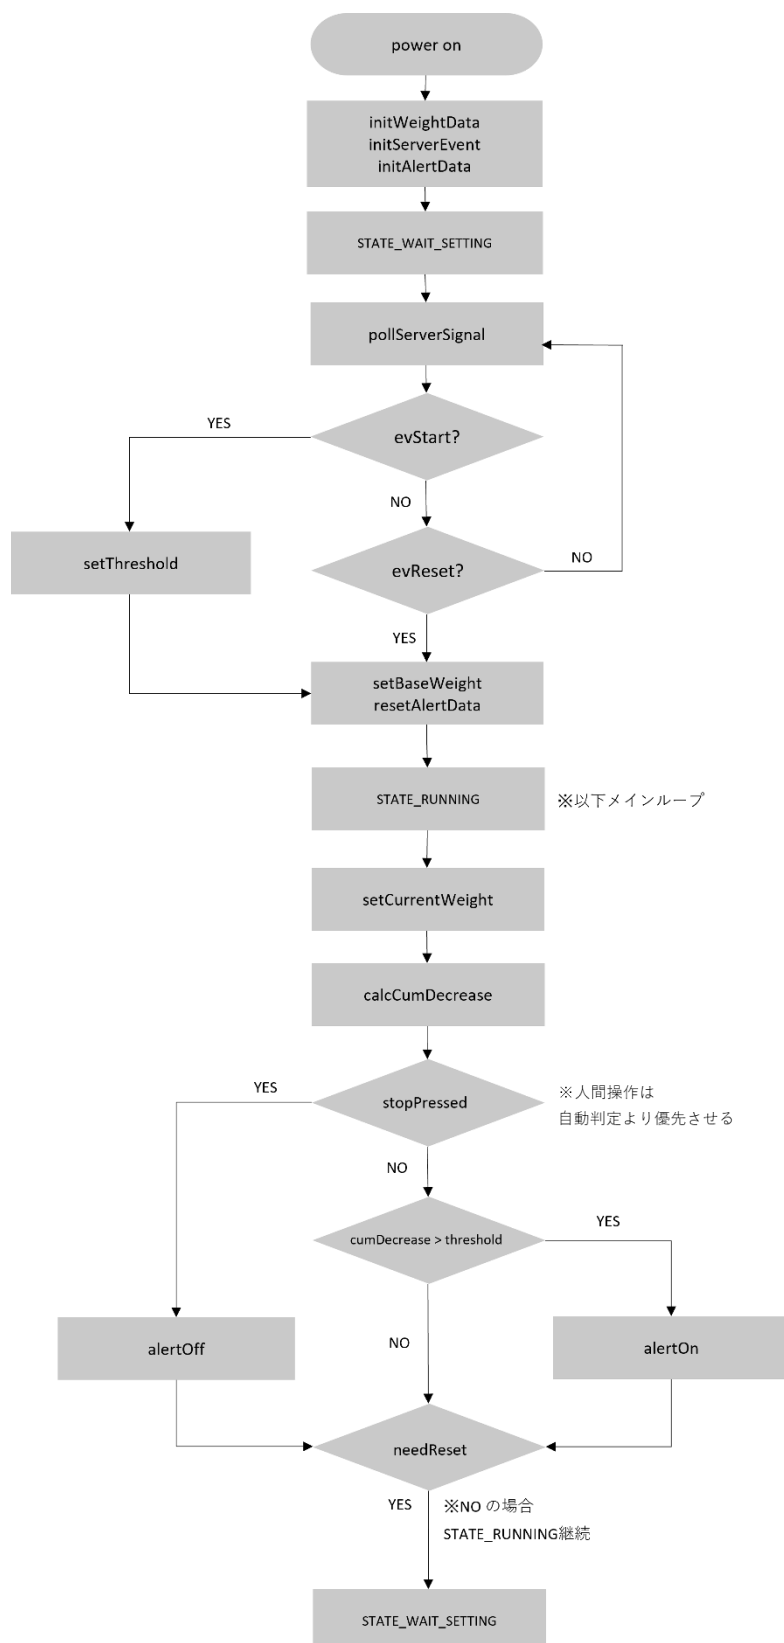 power on
initWeightData
initServerEvent
initAlertData
STATE_WAIT_SETTING
pollServerSignal
YES
evStart?
NO
setThreshold
evReset?
NO
YES
setBaseWeight
resetAlertData
STATE_RUNNING
※以下メインループ
setCurrentWeight
calcCumDecrease
YES
stopPressed
※人間操作は
自動判定より優先させる
NO
cumDecrease > threshold
YES
alertOff
NO
alertOn
needReset
YES
※NO の場合
STATE_RUNNING継続
STATE_WAIT_SETTING